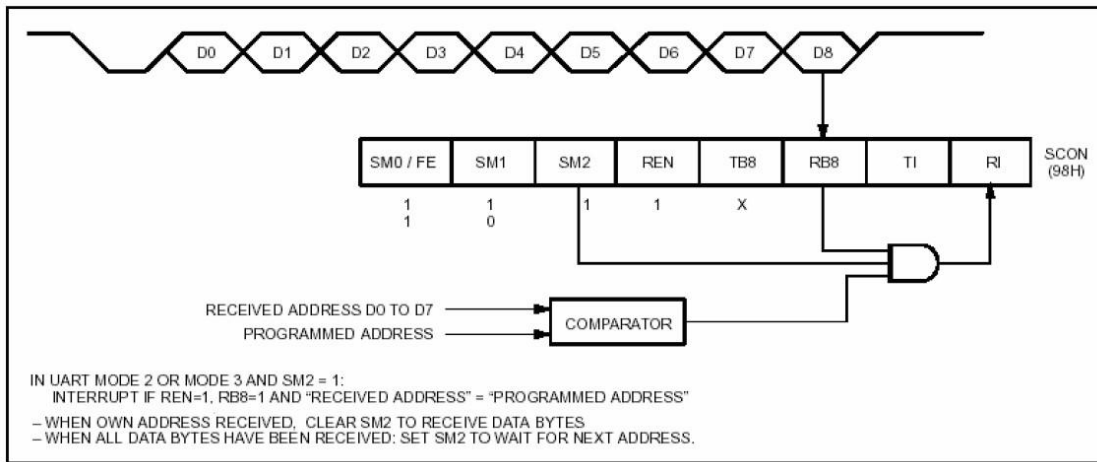 D0 D1 D2 D3 D4 D5 D6 D7 D8
SM0 / FE SM1 SM2 REN TB8 RB8 TI RI SCON
(98H)
1 1 1 1 X
1 0
RECEIVED ADDRESS D0 TO D7
PROGRAMMED ADDRESS
COMPARATOR
IN UART MODE 2 OR MODE 3 AND SM2 = 1:
INTERRUPT IF REN=1, RB8=1 AND “RECEIVED ADDRESS” = “PROGRAMMED ADDRESS”
– WHEN OWN ADDRESS RECEIVED, CLEAR SM2 TO RECEIVE DATA BYTES
– WHEN ALL DATA BYTES HAVE BEEN RECEIVED: SET SM2 TO WAIT FOR NEXT ADDRESS.